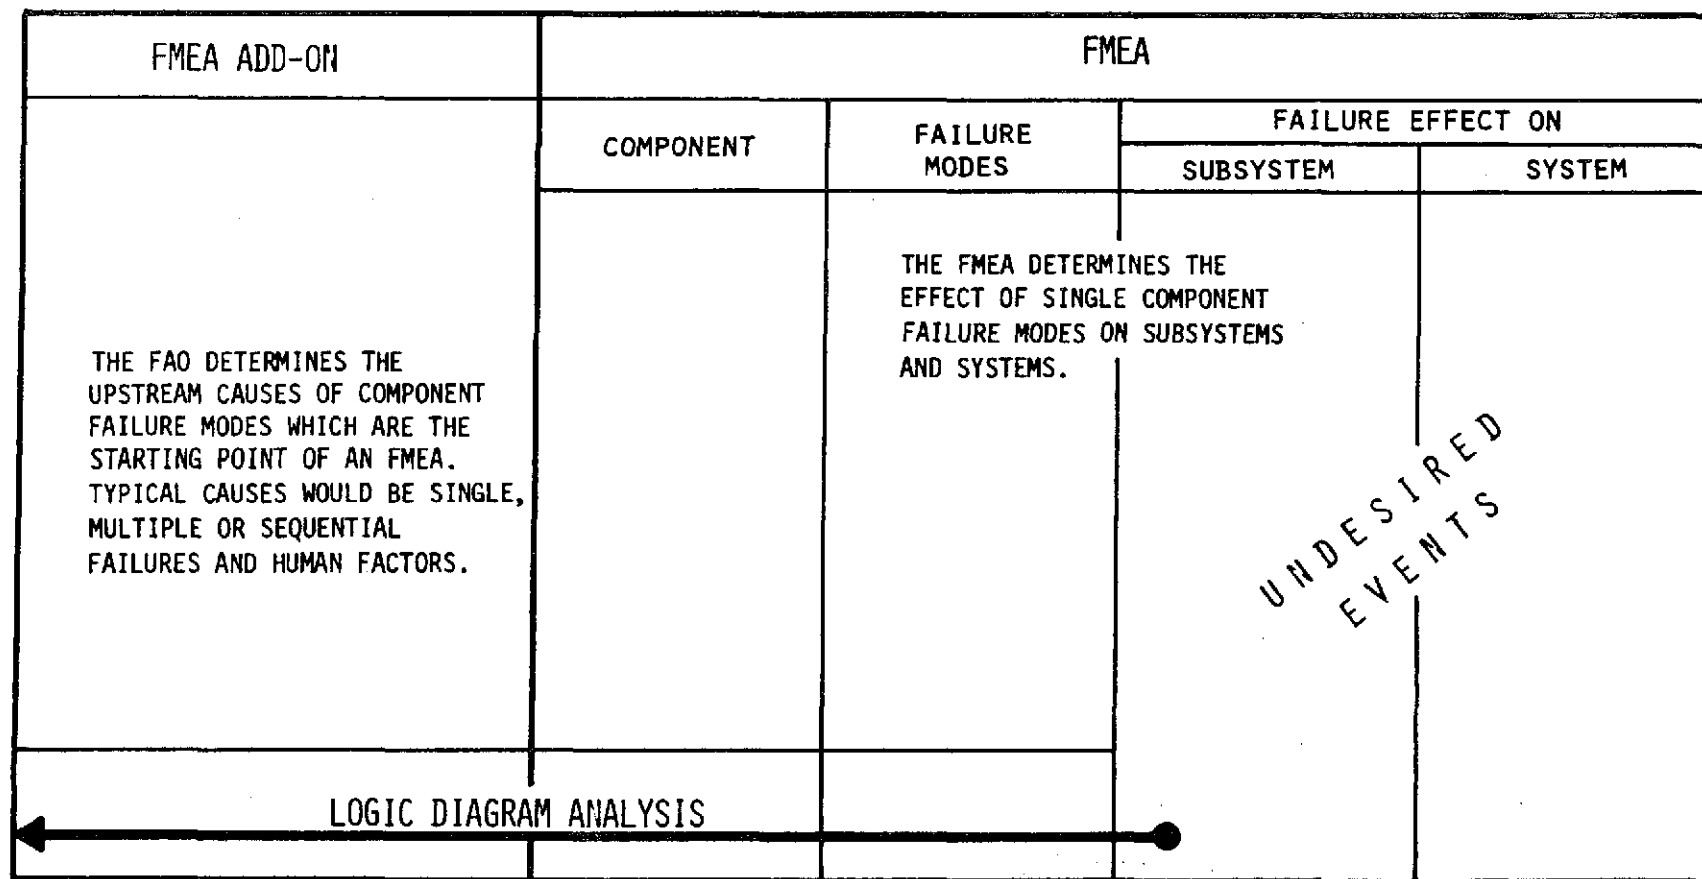 FMEA ADD-ON
FMEA
COMPONENT
FAILURE
MODES
FAILURE EFFECT ON
SUBSYSTEM
SYSTEM
THE FAO DETERMINES THE
UPSTREAM CAUSES OF COMPONENT
FAILURE MODES WHICH ARE THE
STARTING POINT OF AN FMEA.
TYPICAL CAUSES WOULD BE SINGLE,
MULTIPLE OR SEQUENTIAL
FAILURES AND HUMAN FACTORS.
THE FMEA DETERMINES THE
EFFECT OF SINGLE COMPONENT
FAILURE MODES ON SUBSYSTEMS
AND SYSTEMS.
UNDESIRED
EVENTS
LOGIC DIAGRAM ANALYSIS